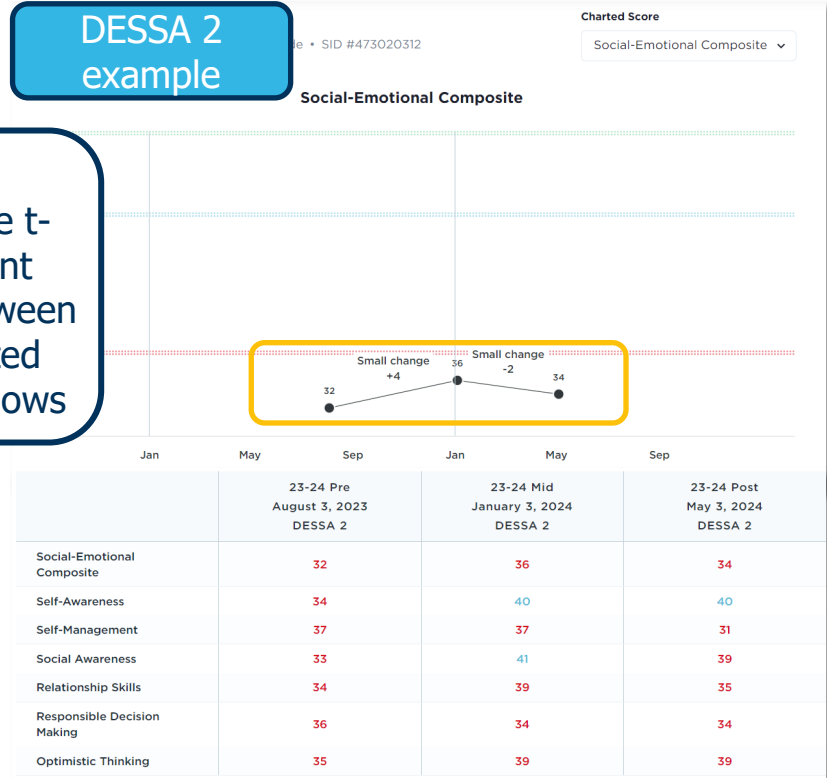 DESSA 2
example
• SID #473020312
Charted Score
Social-Emotional Composite
Social-Emotional Composite
t-
ween
Small change
+4
Small change
-2
32
36
34
Jan May Sep Jan May Sep
23-24 Pre
August 3, 2023
DESSA 2
23-24 Mid
January 3, 2024
DESSA 2
23-24 Post
May 3, 2024
DESSA 2
Social-Emotional
Composite
32 36 34
Self-Awareness 34 40 40
Self-Management 37 37 31
Social Awareness 33 41 39
Relationship Skills 34 39 35
Responsible Decision
Making
36 34 34
Optimistic Thinking 35 39 39